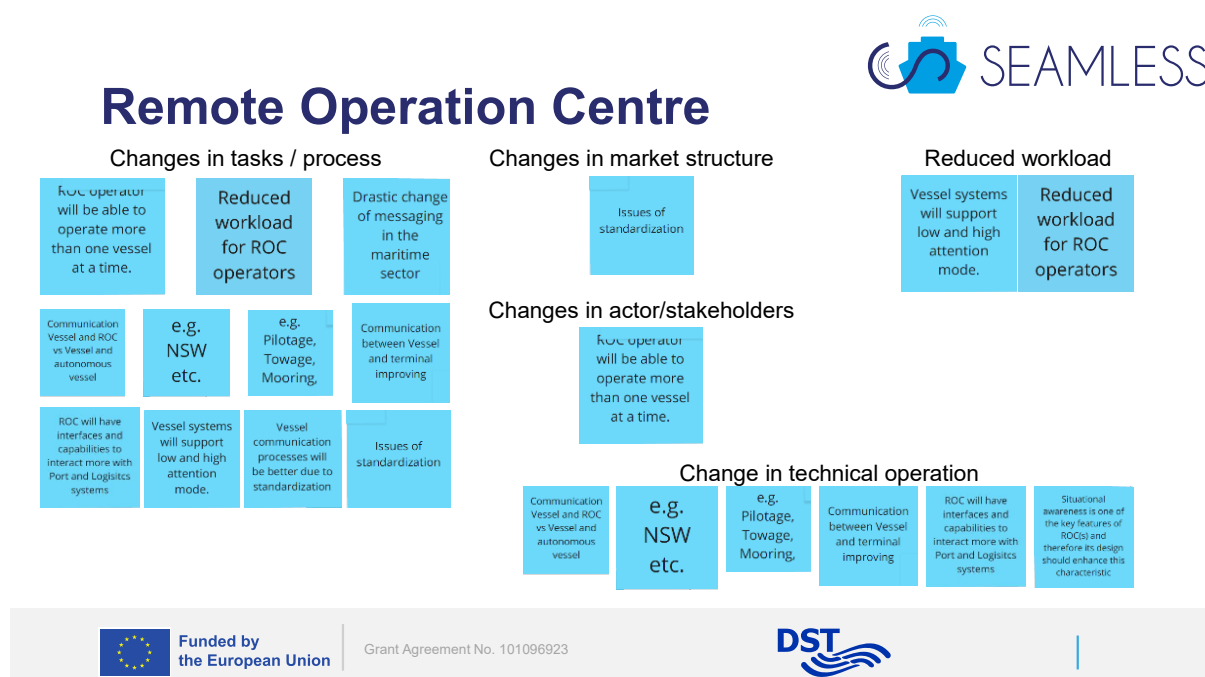 SEAMLESS
Remote Operation Centre
Changes in tasks / process
ROC operator
will be able to
operate more
than one vessel
at a time.
Reduced
workload
for ROC
operators
Drastic change
of messaging
in the
maritime
sector
Communication
Vessel and ROC
vs Vessel and
autonomous
vessel
e.g.
NSW
etc.
e.g.
Pilotage,
Towage,
Mooring,
Communication
between Vessel
and terminal
improving
ROC will have
interfaces and
capabilities to
interact more with
Port and Logisitcs
systems
Vessel systems
will support
low and high
attention
mode.
Vessel
communication
processes will
be better due to
standardization
Issues of
standardization
Changes in market structure
Issues of
standardization
Changes in actor/stakeholders
ROC operator
will be able to
operate more
than one vessel
at a time.
Reduced workload
Vessel systems
will support
low and high
attention
mode.
Reduced
workload
for ROC
operators
Change in technical operation
Communication
Vessel and ROC
vs Vessel and
autonomous
vessel
e.g.
NSW
etc.
e.g.
Pilotage,
Towage,
Mooring,
Communication
between Vessel
and terminal
improving
ROC will have
interfaces and
capabilities to
interact more with
Port and Logisitcs
systems
Situational
awareness is one of
the key features of
ROC(s) and
therefore its design
should enhance this
characteristic
Funded by
the European Union
Grant Agreement No. 101096923
DST